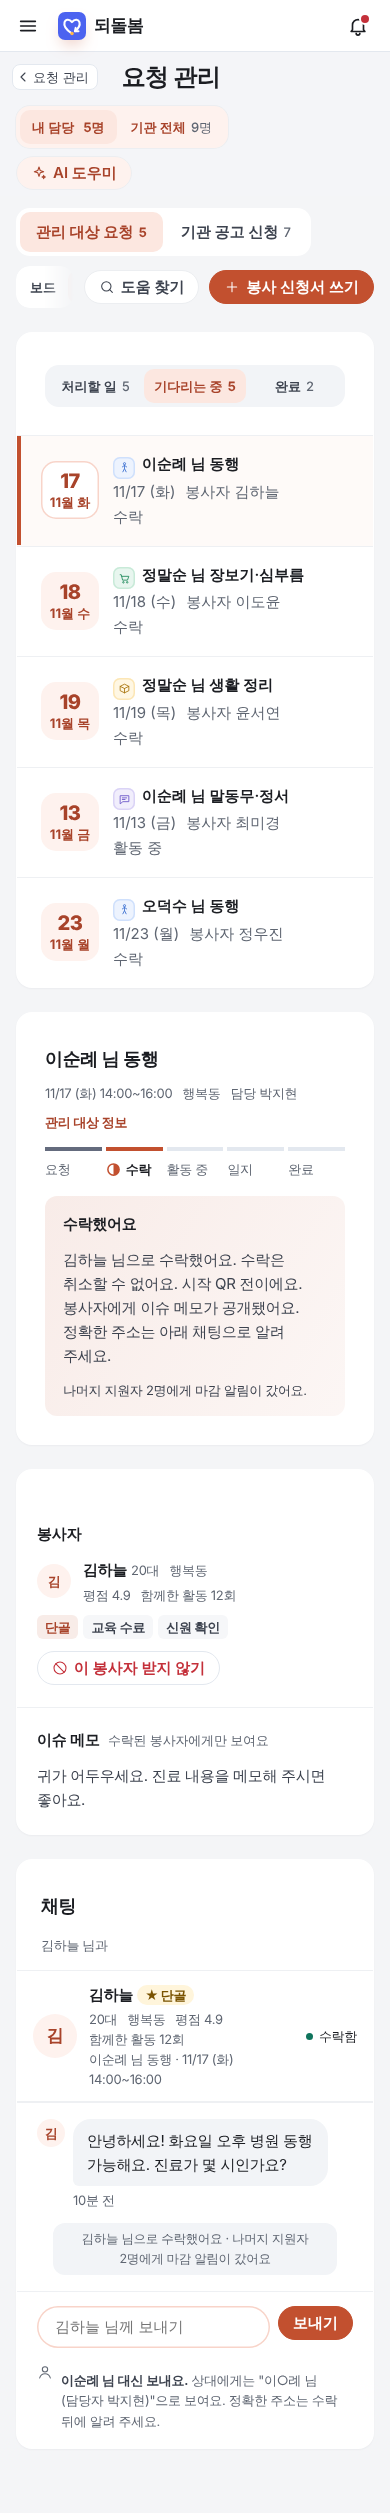 되돌봄
요청 관리
요청 관리
내 담당 5명 기관 전체 9명
AI 도우미
관리 대상 요청 5 기관 공고 신청 7
보드 도움 찾기 봉사 신청서 쓰기
처리할 일 5 기다리는 중 5 완료 2
17
11월 화
이순례 님 동행
11/17 (화) 봉사자 김하늘
수락
18
11월 수
정말순 님 장보기·심부름
11/18 (수) 봉사자 이도윤
수락
19
11월 목
정말순 님 생활 정리
11/19 (목) 봉사자 윤서연
수락
13
11월 금
이순례 님 말동무·정서
11/13 (금) 봉사자 최미경
활동 중
23
11월 월
오덕수 님 동행
11/23 (월) 봉사자 정우진
수락
이순례 님 동행
11/17 (화) 14:00~16:00 행복동 담당 박지현
관리 대상 정보
요청 수락 활동 중 일지 완료
수락했어요
김하늘 님으로 수락했어요. 수락은
취소할 수 없어요. 시작 QR 전이에요.
봉사자에게 이슈 메모가 공개됐어요.
정확한 주소는 아래 채팅으로 알려
주세요.
나머지 지원자 2명에게 마감 알림이 갔어요.
봉사자
김
김하늘 20대 행복동
평점 4.9 함께한 활동 12회
단골 교육 수료 신원 확인
이 봉사자 받지 않기
이슈 메모 수락된 봉사자에게만 보여요
귀가 어두우세요. 진료 내용을 메모해 주시면
좋아요.
채팅
김하늘 님과
김
김하늘 ★ 단골
20대 행복동 평점 4.9
함께한 활동 12회
이순례 님 동행 · 11/17 (화)
14:00~16:00
수락함
김
안녕하세요! 화요일 오후 병원 동행
가능해요. 진료가 몇 시인가요?
10분 전
김하늘 님으로 수락했어요 · 나머지 지원자
2명에게 마감 알림이 갔어요
김하늘 님께 보내기 보내기
이순례 님 대신 보내요. 상대에게는 "이○례 님
(담당자 박지현)"으로 보여요. 정확한 주소는 수락
뒤에 알려 주세요.